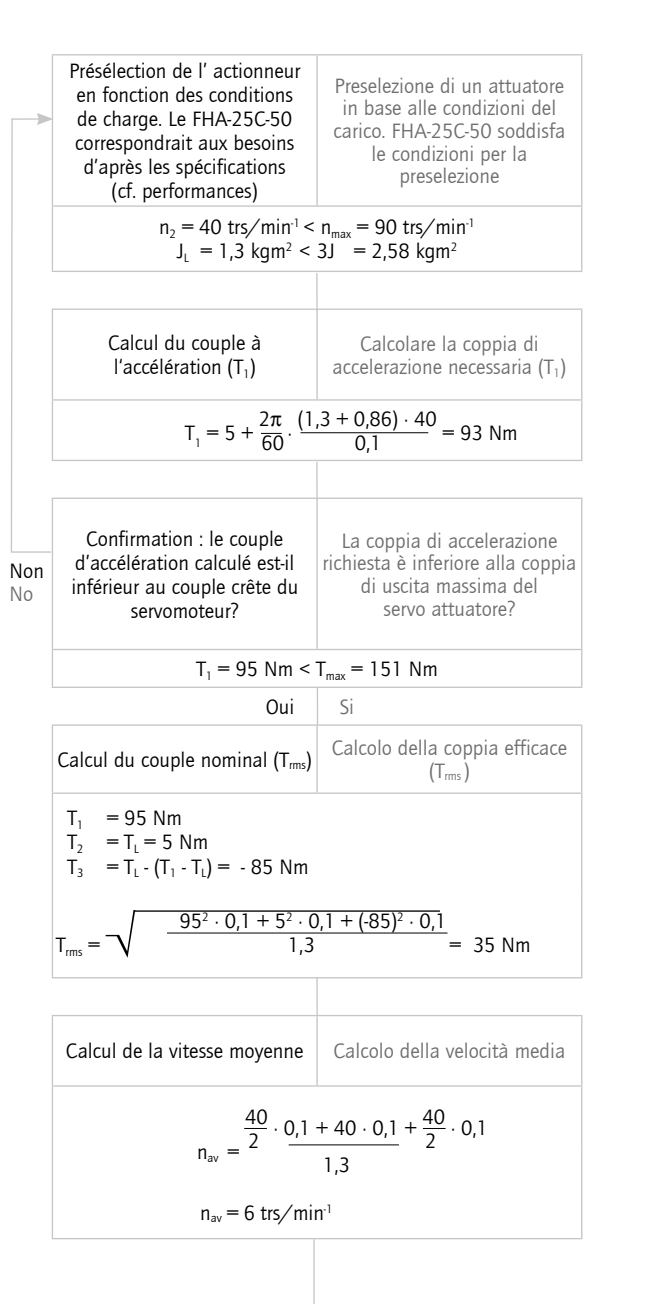 Présélection de l' actionneur
en fonction des conditions
de charge. Le FHA-25C-50
correspondrait aux besoins
d'après les spécifications
(cf. performances)
Preselezione di un attuatore
in base alle condizioni del
carico. FHA-25C-50 soddisfa
le condizioni per la
preselezione
n₂ = 40 trs/min⁻¹ < nmax = 90 trs/min⁻¹
JL = 1,3 kgm² < 3J = 2,58 kgm²
Calcul du couple à
l'accélération (T₁)
Calcolare la coppia di
accelerazione necessaria (T₁)
T₁ = 5 + 2π/60 · (1,3 + 0,86) · 40 / 0,1 = 93 Nm
Non
No
Confirmation : le couple
d'accélération calculé est-il
inférieur au couple crête du
servomoteur?
La coppia di accelerazione
richiesta è inferiore alla coppia
di uscita massima del
servo attuatore?
T₁ = 95 Nm < Tmax = 151 Nm
Oui Si
Calcul du couple nominal (Trms)
Calcolo della coppia efficace
(Trms)
T₁ = 95 Nm
T₂ = TL = 5 Nm
T₃ = TL - (T₁ - TL) = - 85 Nm
Trms = √ 95² · 0,1 + 5² · 0,1 + (-85)² · 0,1 / 1,3 = 35 Nm
Calcul de la vitesse moyenne
Calcolo della velocità media
nav = 40/2 · 0,1 + 40 · 0,1 + 40/2 · 0,1 / 1,3
nav = 6 trs/min⁻¹